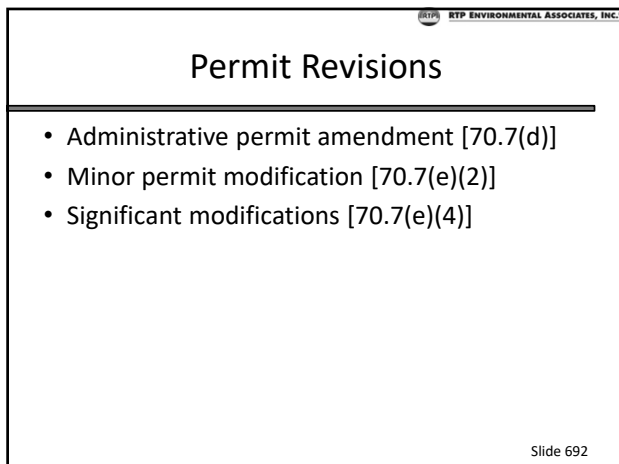 RTP RTP ENVIRONMENTAL ASSOCIATES, INC.
Permit Revisions
• Administrative permit amendment [70.7(d)]
• Minor permit modification [70.7(e)(2)]
• Significant modifications [70.7(e)(4)]
Slide 692